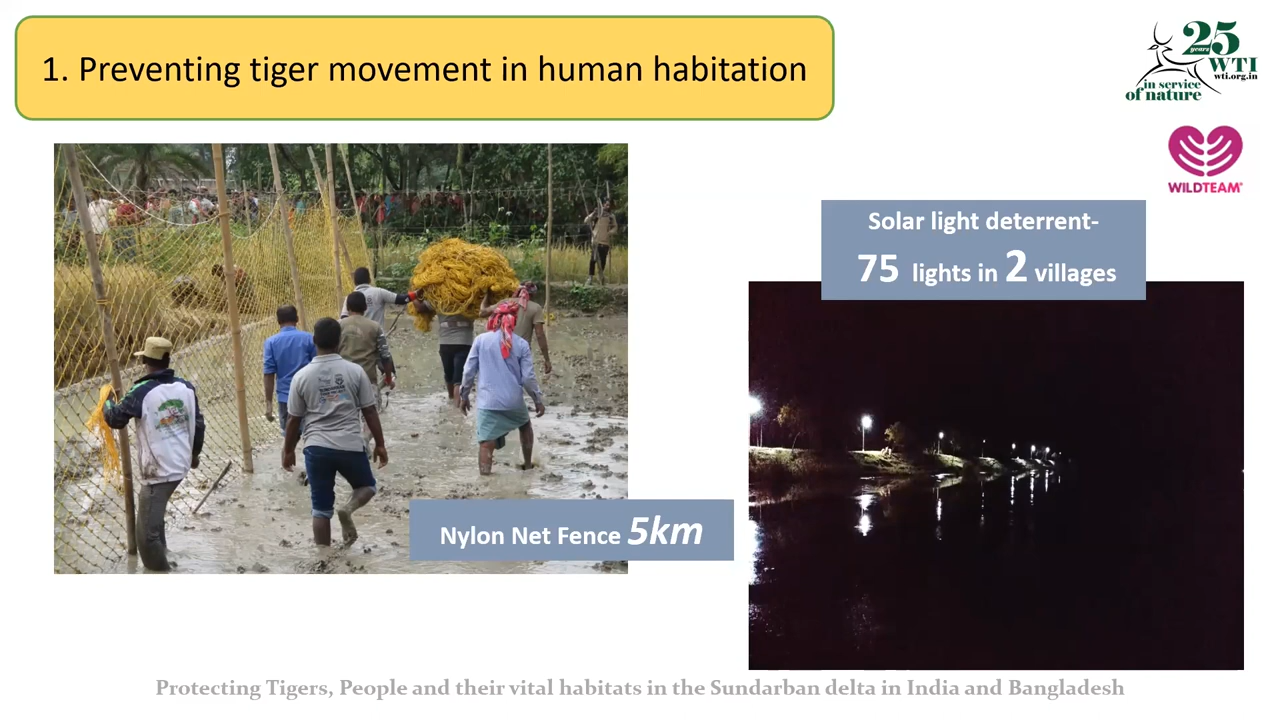 1. Preventing tiger movement in human habitation
25
years
WTI
wti.org.in
in service
of nature
WILDTEAM
Solar light deterrent-
75 lights in 2 villages
Nylon Net Fence 5km
Protecting Tigers, People and their vital habitats in the Sundarban delta in India and Bangladesh